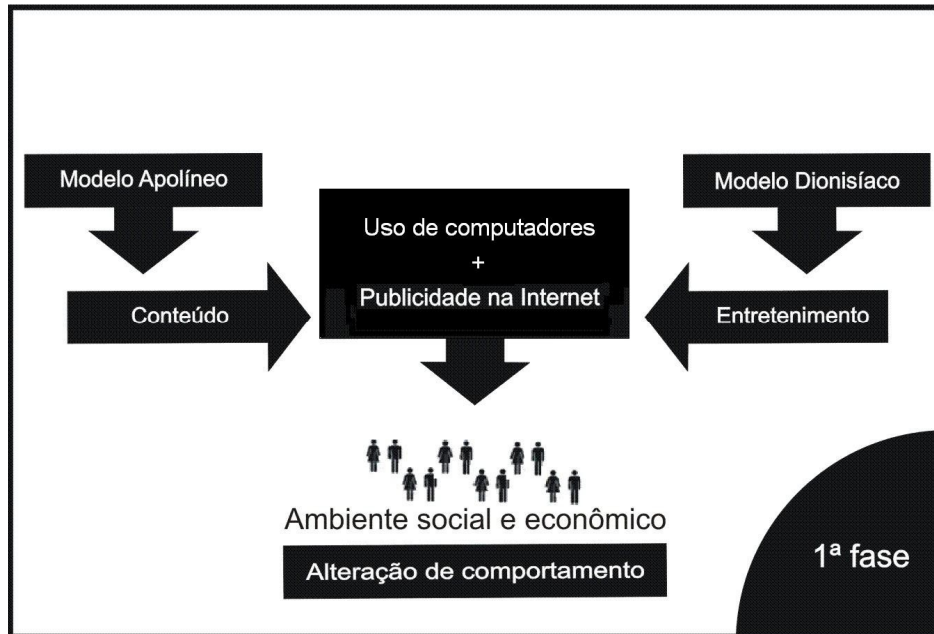 Modelo Apolíneo
Modelo Dionisíaco
Uso de computadores
+
Publicidade na Internet
Conteúdo
Entretenimento
Ambiente social e econômico
Alteração de comportamento
1ª fase